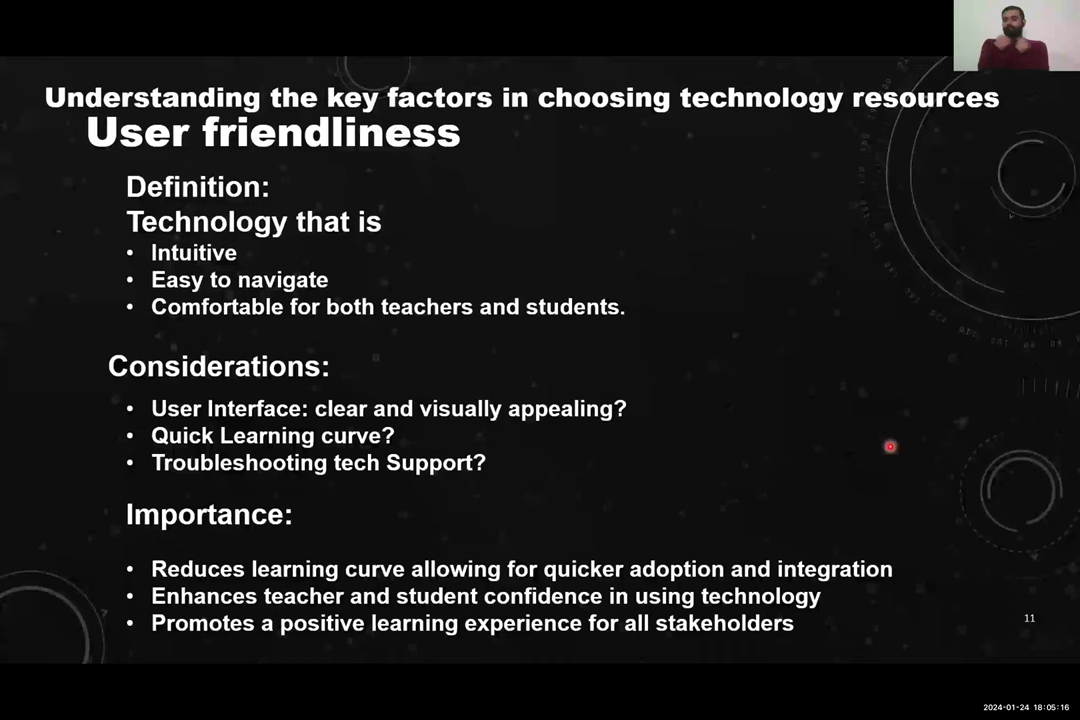 Understanding the key factors in choosing technology resources
User friendliness
Definition:
Technology that is
• Intuitive
• Easy to navigate
• Comfortable for both teachers and students.
Considerations:
• User Interface: clear and visually appealing?
• Quick Learning curve?
• Troubleshooting tech Support?
Importance:
• Reduces learning curve allowing for quicker adoption and integration
• Enhances teacher and student confidence in using technology
• Promotes a positive learning experience for all stakeholders
11
2024-01-24 18:05:16